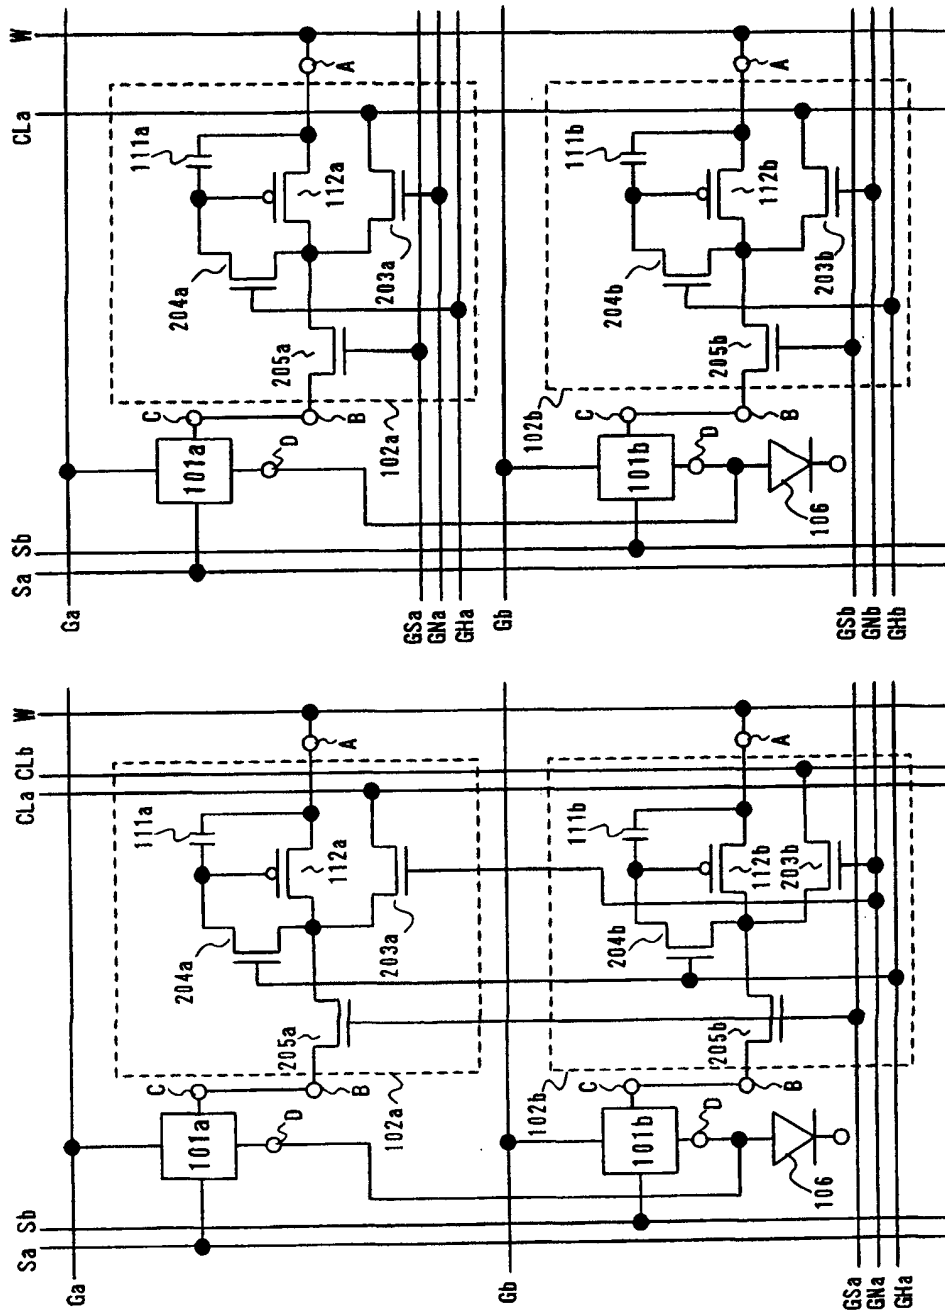 Sa Sb CLa W
Ga
111a
A
112a
204a
203a
205a
C
B
101a
D
102a
GSa
GNa
GHa
Gb
111b
A
112b
204b
203b
205b
102b
C
B
101b
D
106
GSb
GNb
GHb
Sa Sb CLa CLb W
Ga
111a
A
112a
204a
203a
205a
C
B
101a
D
102a
Gb
111b
A
112b
204b
203b
205b
102b
C
B
101b
D
106
GSa
GNa
GHa